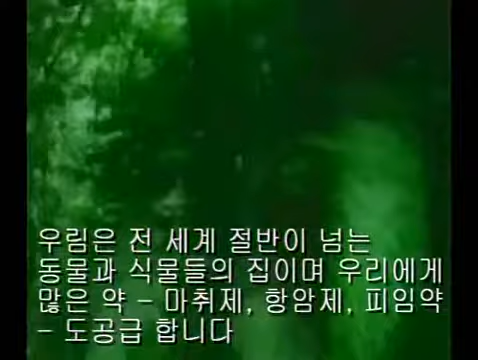 우림은 전 세계 절반이 넘는
동물과 식물들의 집이며 우리에게
많은 약 - 마취제, 항암제, 피임약
- 도공급 합니다